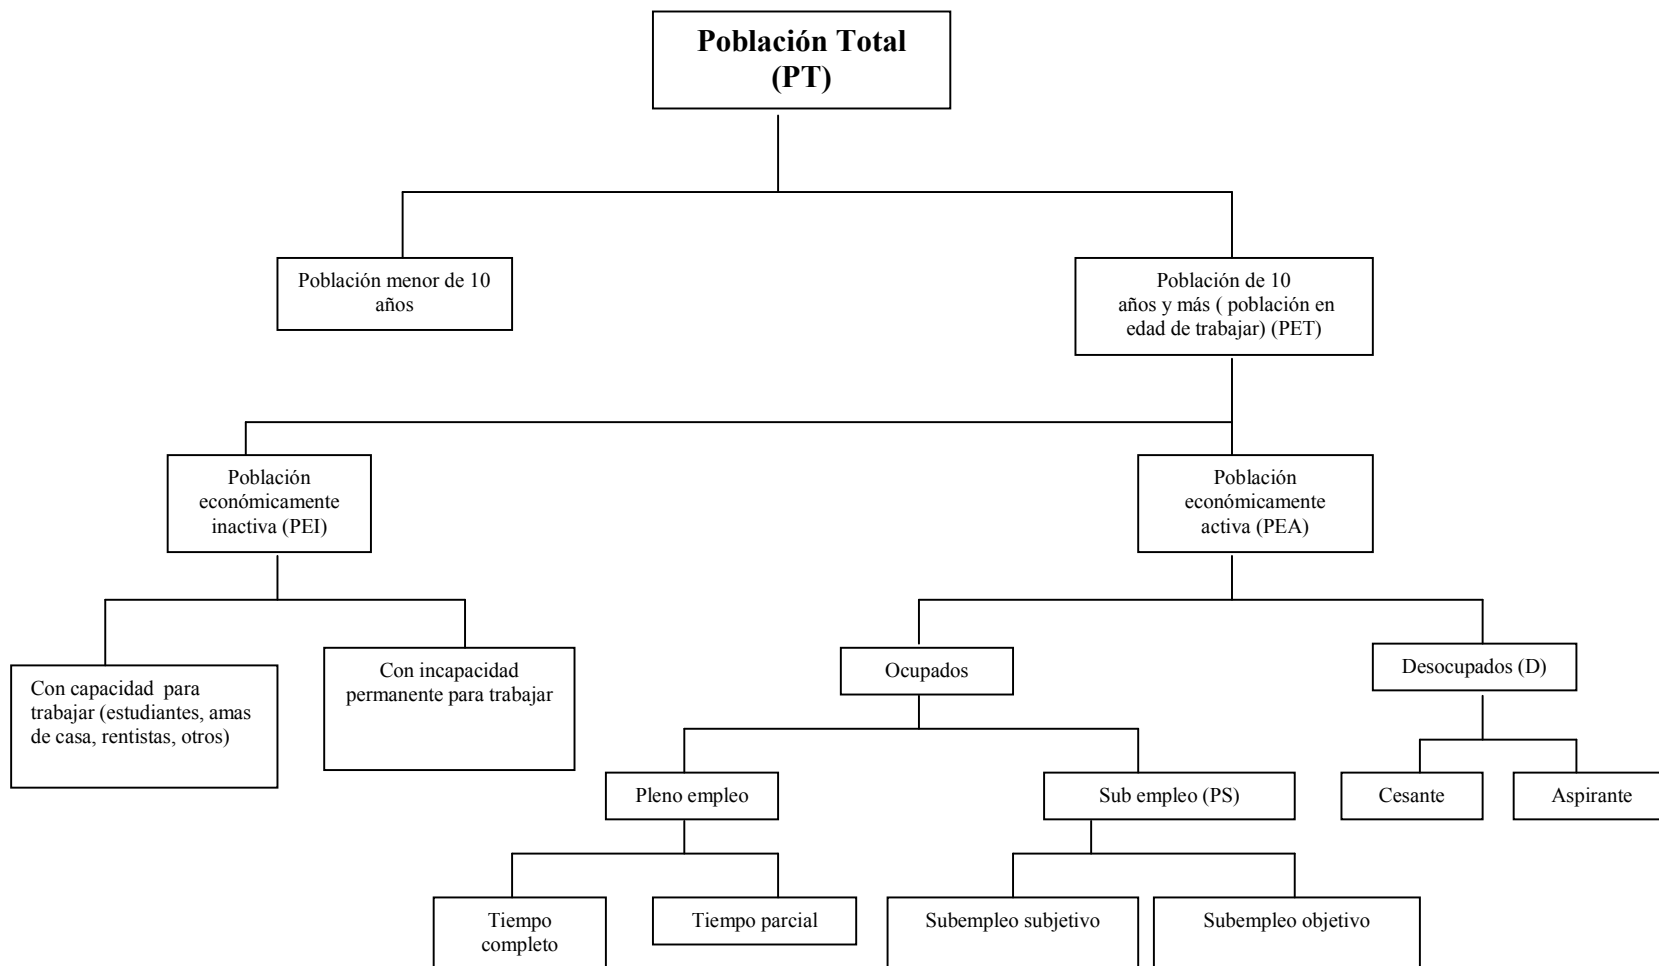 Población Total
(PT)
Población menor de 10
años
Población de 10
años y más ( población en
edad de trabajar) (PET)
Población
económicamente
inactiva (PEI)
Población
económicamente
activa (PEA)
Con capacidad para
trabajar (estudiantes, amas
de casa, rentistas, otros)
Con incapacidad
permanente para trabajar
Ocupados
Desocupados (D)
Pleno empleo
Sub empleo (PS)
Cesante
Aspirante
Tiempo
completo
Tiempo parcial
Subempleo subjetivo
Subempleo objetivo